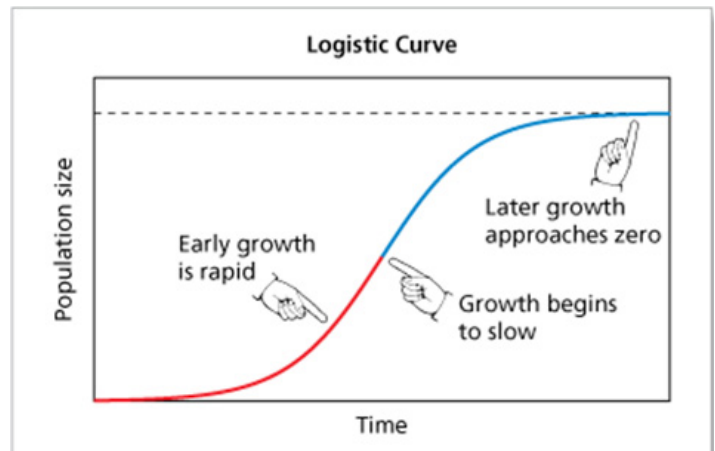 Logistic Curve
Population size
Early growth
is rapid
Later growth
approaches zero
Growth begins
to slow
Time